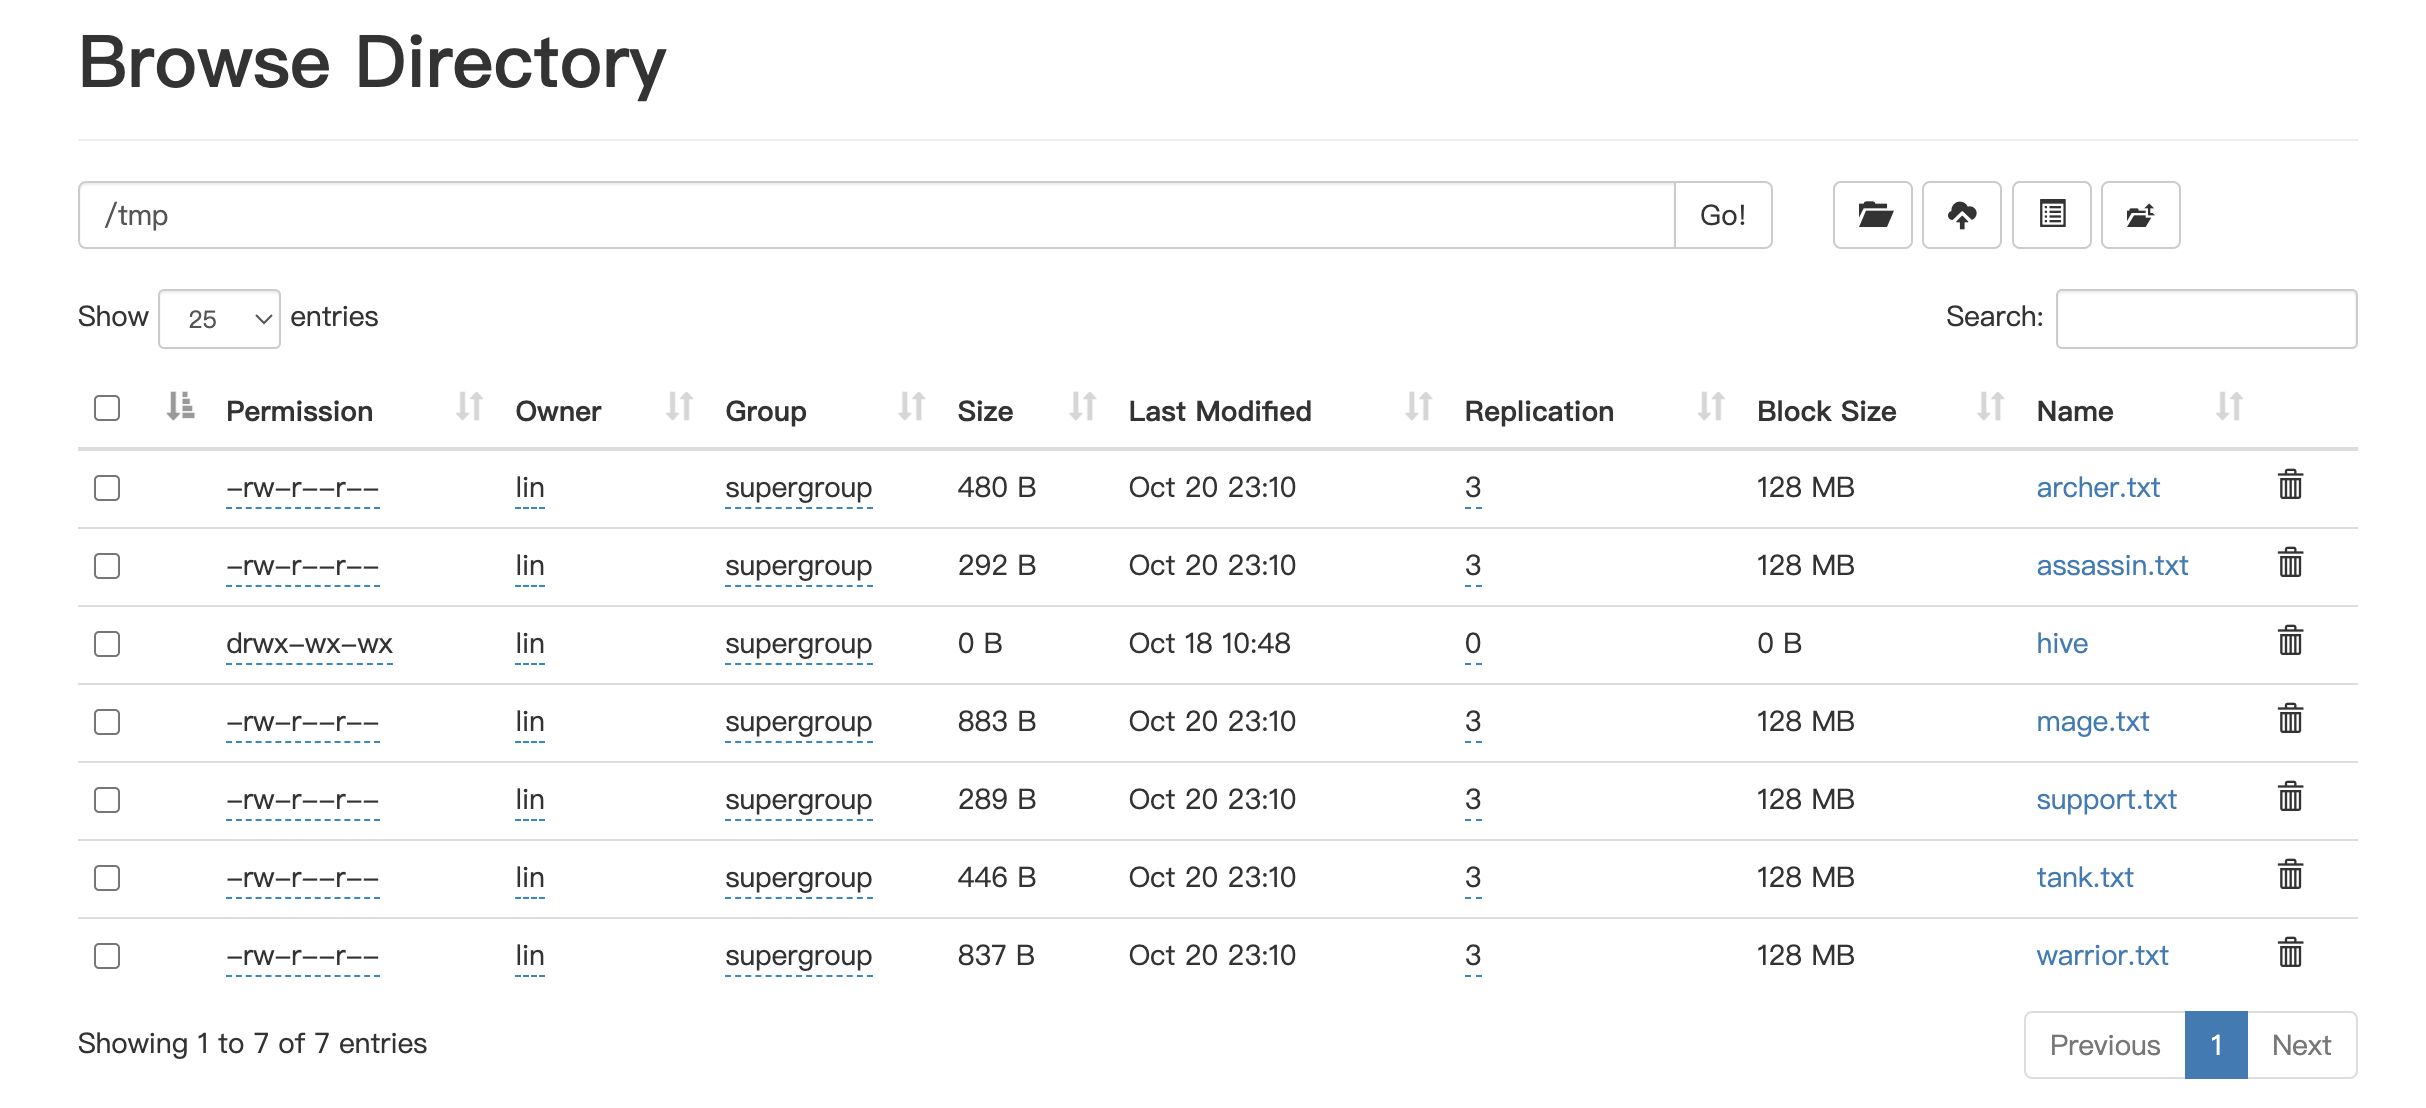 Browse Directory
/tmp Go!
Show 25 entries Search:
Permission Owner Group Size Last Modified Replication Block Size Name
-rw-r--r-- lin supergroup 480 B Oct 20 23:10 3 128 MB archer.txt
-rw-r--r-- lin supergroup 292 B Oct 20 23:10 3 128 MB assassin.txt
drwx-wx-wx lin supergroup 0 B Oct 18 10:48 0 0 B hive
-rw-r--r-- lin supergroup 883 B Oct 20 23:10 3 128 MB mage.txt
-rw-r--r-- lin supergroup 289 B Oct 20 23:10 3 128 MB support.txt
-rw-r--r-- lin supergroup 446 B Oct 20 23:10 3 128 MB tank.txt
-rw-r--r-- lin supergroup 837 B Oct 20 23:10 3 128 MB warrior.txt
Showing 1 to 7 of 7 entries Previous 1 Next